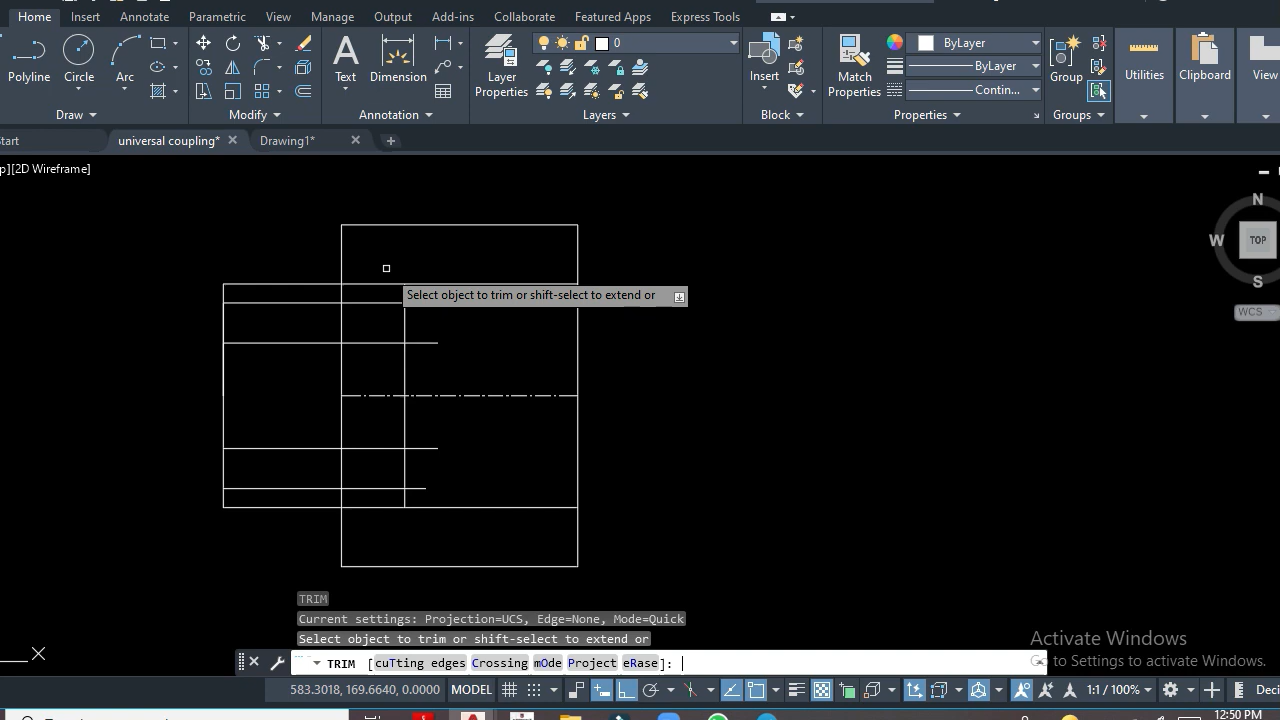 Home Insert Annotate Parametric View Manage Output Add-ins Collaborate Featured Apps Express Tools
0 ByLayer
Polyline Circle Arc Text Dimension Layer Properties Insert Match Properties ByLayer Group Utilities Clipboard View
Contin...
Draw Modify Annotation Layers Block Properties Groups
tart universal coupling* Drawing1*
p][2D Wireframe]
N
W TOP
S
WCS
Select object to trim or shift-select to extend or
TRIM
Current settings: Projection=UCS, Edge=None, Mode=Quick
Select object to trim or shift-select to extend or
Activate Windows
Go to Settings to activate Windows.
TRIM [cuTting edges Crossing mOde Project eRase]:
583.3018, 169.6640, 0.0000 MODEL 1:1 / 100% Deci
12:50 PM